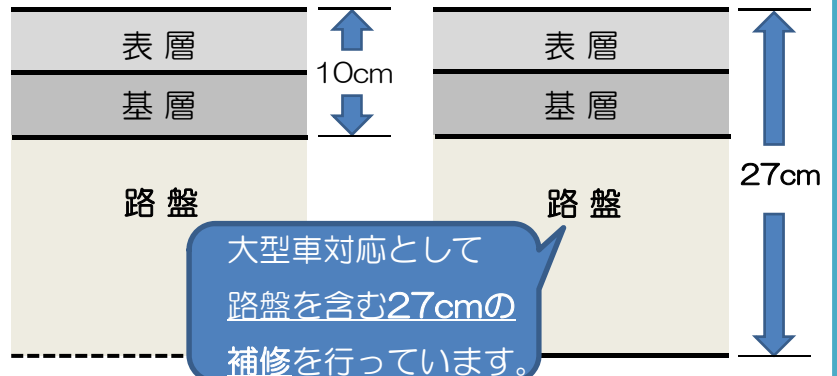 表層
10cm
基層
路盤
表層
基層
27cm
路盤
大型車対応として
路盤を含む27cmの
補修を行っています。